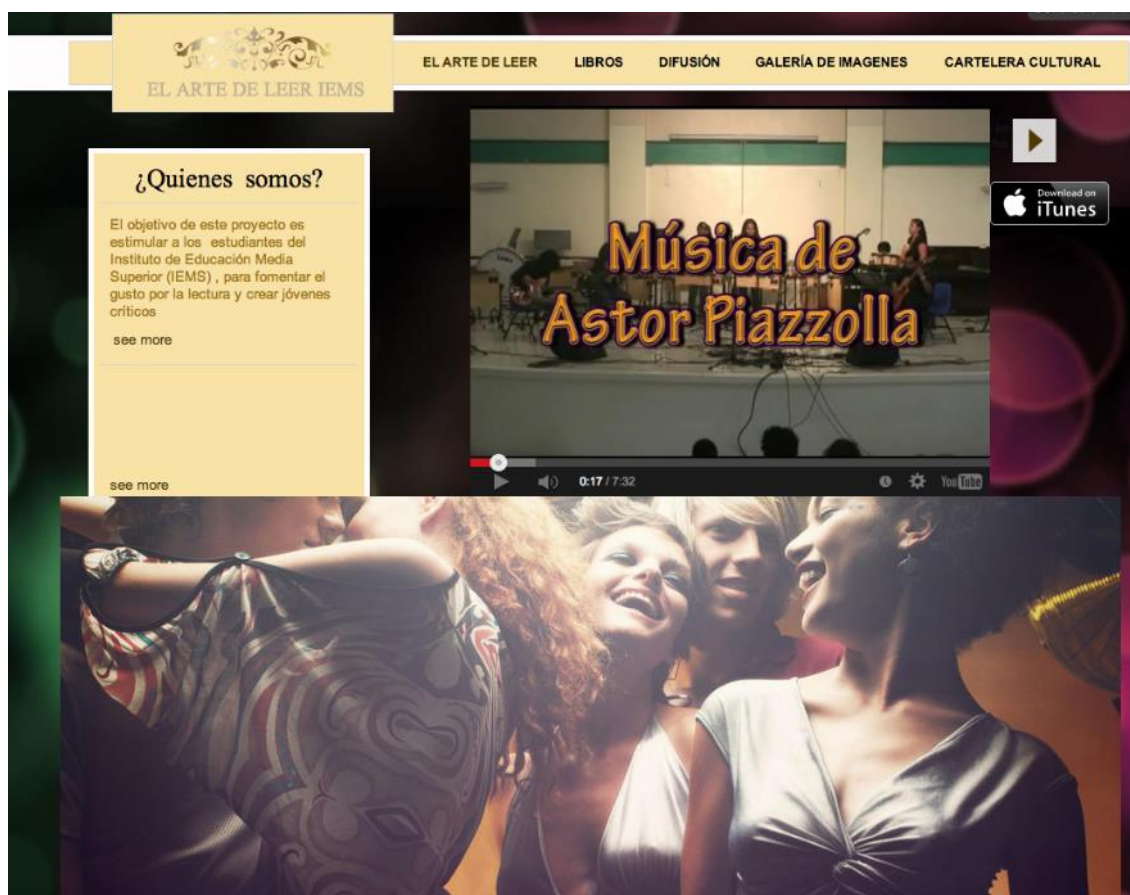 EL ARTE DE LEER IEMS
EL ARTE DE LEER
LIBROS
DIFUSIÓN
GALERÍA DE IMAGENES
CARTELERA CULTURAL
¿Quienes somos?
El objetivo de este proyecto es
estimular a los estudiantes del
Instituto de Educación Media
Superior (IEMS) , para fomentar el
gusto por la lectura y crear jóvenes
críticos
see more
see more
Música de
Astor Piazzolla
0:17 / 7:32
YouTube
Download on
iTunes